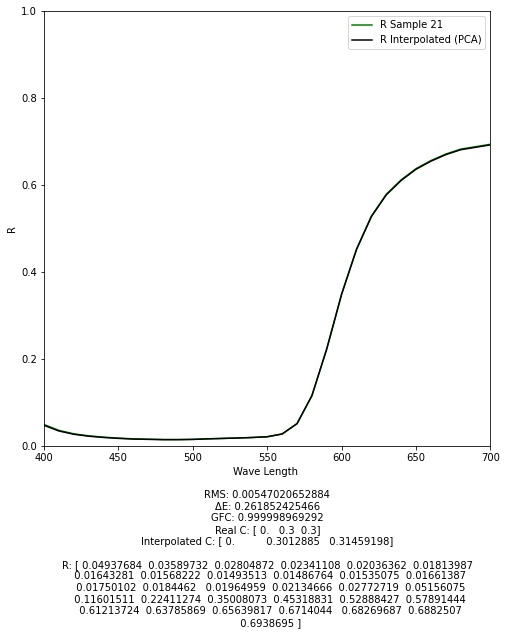 1.0
R Sample 21
R Interpolated (PCA)
0.8
0.6
R
0.4
0.2
0.0
400 450 500 550 600 650 700
Wave Length
RMS: 0.00547020652884
ΔE: 0.261852425466
GFC: 0.999998969292
Real C: [ 0. 0.3 0.3]
Interpolated C: [ 0. 0.3012885 0.31459198]
R: [ 0.04937684 0.03589732 0.02804872 0.02341108 0.02036362 0.01813987
0.01643281 0.01568222 0.01493513 0.01486764 0.01535075 0.01661387
0.01750102 0.0184462 0.01964959 0.02134666 0.02772719 0.05156075
0.11601511 0.22411274 0.35008073 0.45318831 0.52888427 0.57891444
0.61213724 0.63785869 0.65639817 0.6714044 0.68269687 0.6882507
0.6938695 ]